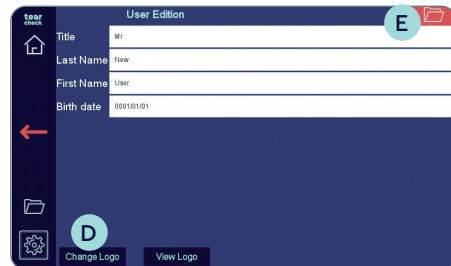 tear
check
User Edition
E
Title Mr
Last Name New
First Name User
Birth date 0001/01/01
D
Change Logo View Logo